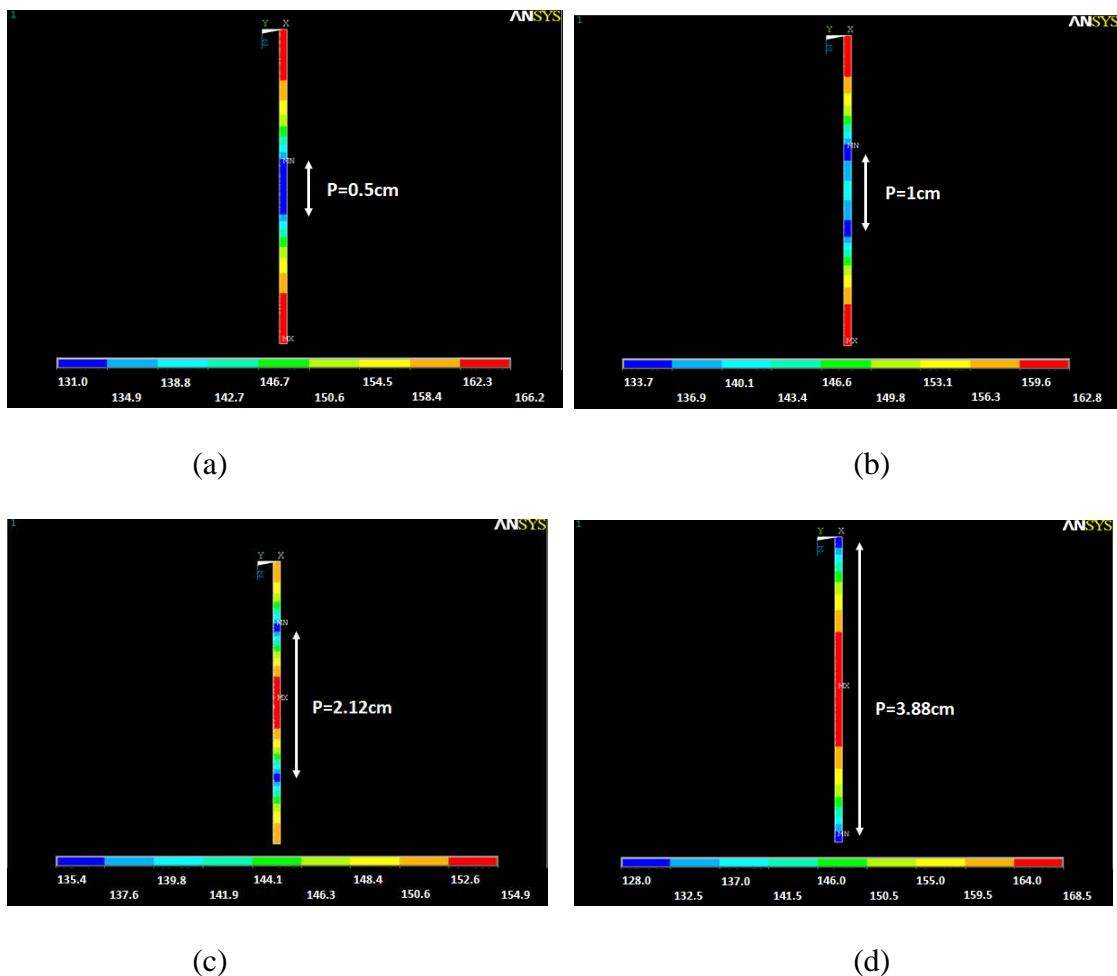 1
ANSYS
Y X
Z
MN
P=0.5cm
MX
131.0 138.8 146.7 154.5 162.3
134.9 142.7 150.6 158.4 166.2
(a)
1
ANSYS
Y X
Z
MN
P=1cm
MX
133.7 140.1 146.6 153.1 159.6
136.9 143.4 149.8 156.3 162.8
(b)
1
ANSYS
Y X
Z
MN
MX
P=2.12cm
135.4 139.8 144.1 148.4 152.6
137.6 141.9 146.3 150.6 154.9
(c)
1
ANSYS
Y X
Z
MX
P=3.88cm
MN
128.0 137.0 146.0 155.0 164.0
132.5 141.5 150.5 159.5 168.5
(d)